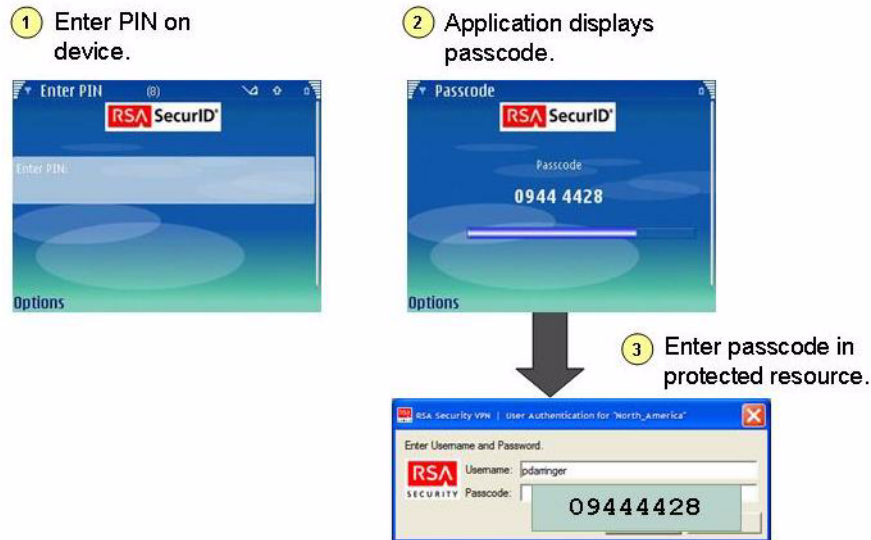 1 Enter PIN on
device.
Enter PIN (8)
RSA SecurID®
Enter PIN:
Options
2 Application displays
passcode.
Passcode
RSA SecurID®
Passcode
0944 4428
Options
3 Enter passcode in
protected resource.
RSA Security VPN | User Authentication for "North_America"
Enter Username and Password.
RSA
SECURITY
Username: pdarringer
Passcode:
09444428